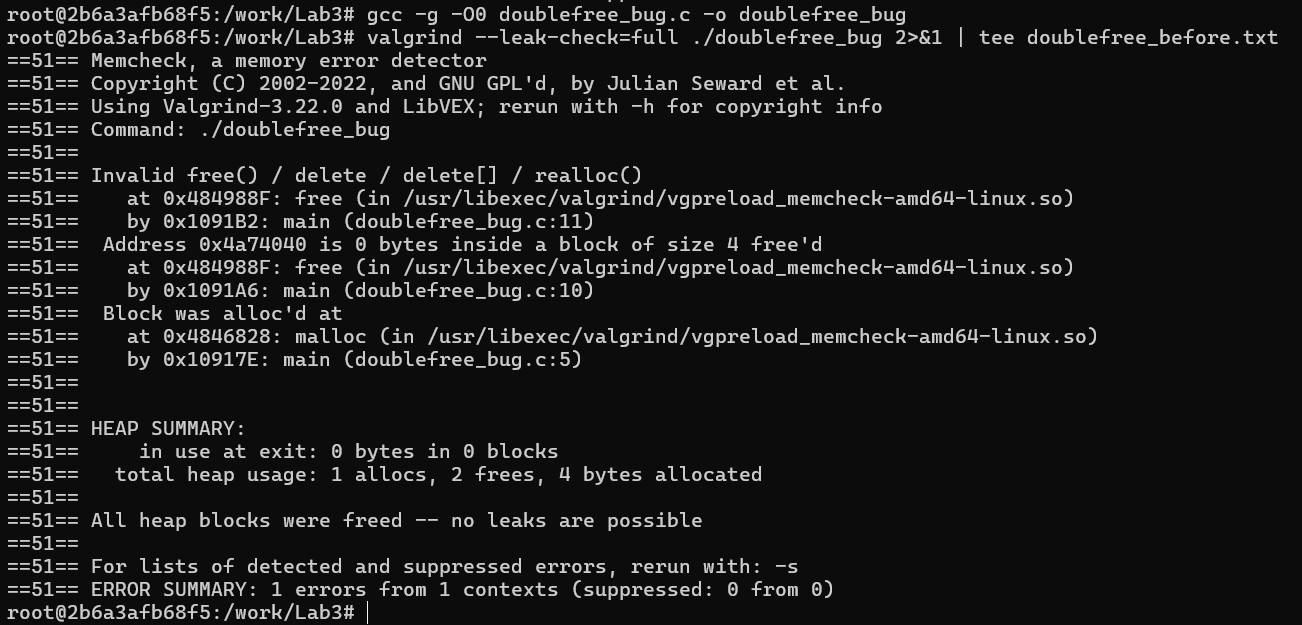 root@2b6a3afb68f5:/work/Lab3# gcc -g -O0 doublefree_bug.c -o doublefree_bug
root@2b6a3afb68f5:/work/Lab3# valgrind --leak-check=full ./doublefree_bug 2>&1 | tee doublefree_before.txt
==51== Memcheck, a memory error detector
==51== Copyright (C) 2002-2022, and GNU GPL'd, by Julian Seward et al.
==51== Using Valgrind-3.22.0 and LibVEX; rerun with -h for copyright info
==51== Command: ./doublefree_bug
==51==
==51== Invalid free() / delete / delete[] / realloc()
==51==    at 0x484988F: free (in /usr/libexec/valgrind/vgpreload_memcheck-amd64-linux.so)
==51==    by 0x1091B2: main (doublefree_bug.c:11)
==51==  Address 0x4a74040 is 0 bytes inside a block of size 4 free'd
==51==    at 0x484988F: free (in /usr/libexec/valgrind/vgpreload_memcheck-amd64-linux.so)
==51==    by 0x1091A6: main (doublefree_bug.c:10)
==51==  Block was alloc'd at
==51==    at 0x4846828: malloc (in /usr/libexec/valgrind/vgpreload_memcheck-amd64-linux.so)
==51==    by 0x10917E: main (doublefree_bug.c:5)
==51==
==51==
==51== HEAP SUMMARY:
==51==     in use at exit: 0 bytes in 0 blocks
==51==   total heap usage: 1 allocs, 2 frees, 4 bytes allocated
==51==
==51== All heap blocks were freed -- no leaks are possible
==51==
==51== For lists of detected and suppressed errors, rerun with: -s
==51== ERROR SUMMARY: 1 errors from 1 contexts (suppressed: 0 from 0)
root@2b6a3afb68f5:/work/Lab3#